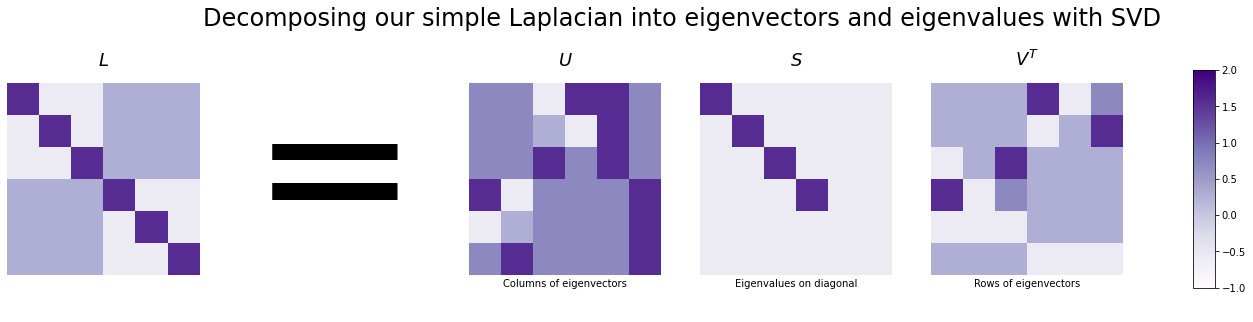 Decomposing our simple Laplacian into eigenvectors and eigenvalues with SVD
L
U
S
V^T
=
Columns of eigenvectors
Eigenvalues on diagonal
Rows of eigenvectors
2.0
1.5
1.0
0.5
0.0
−0.5
−1.0